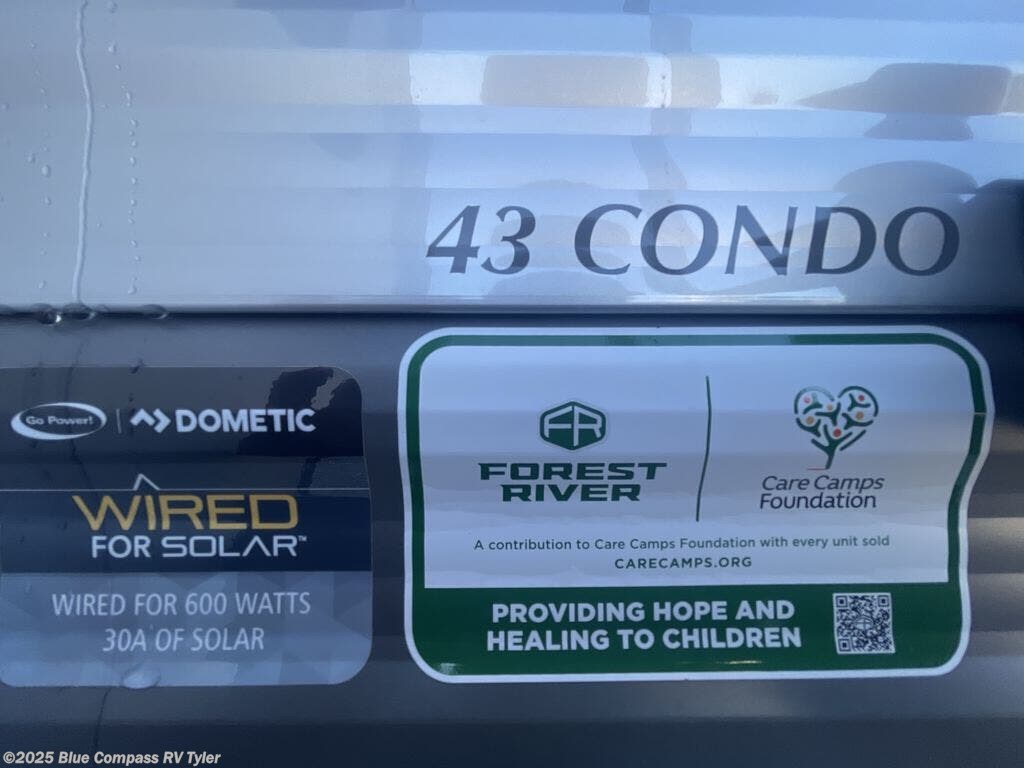 43 CONDO
Go Power!
DOMETIC
WIRED
FOR SOLAR™
WIRED FOR 600 WATTS
30A OF SOLAR
FR
FOREST
RIVER
Care Camps
Foundation
A contribution to Care Camps Foundation with every unit sold
CARECAMPS.ORG
PROVIDING HOPE AND
HEALING TO CHILDREN
©2025 Blue Compass RV Tyler